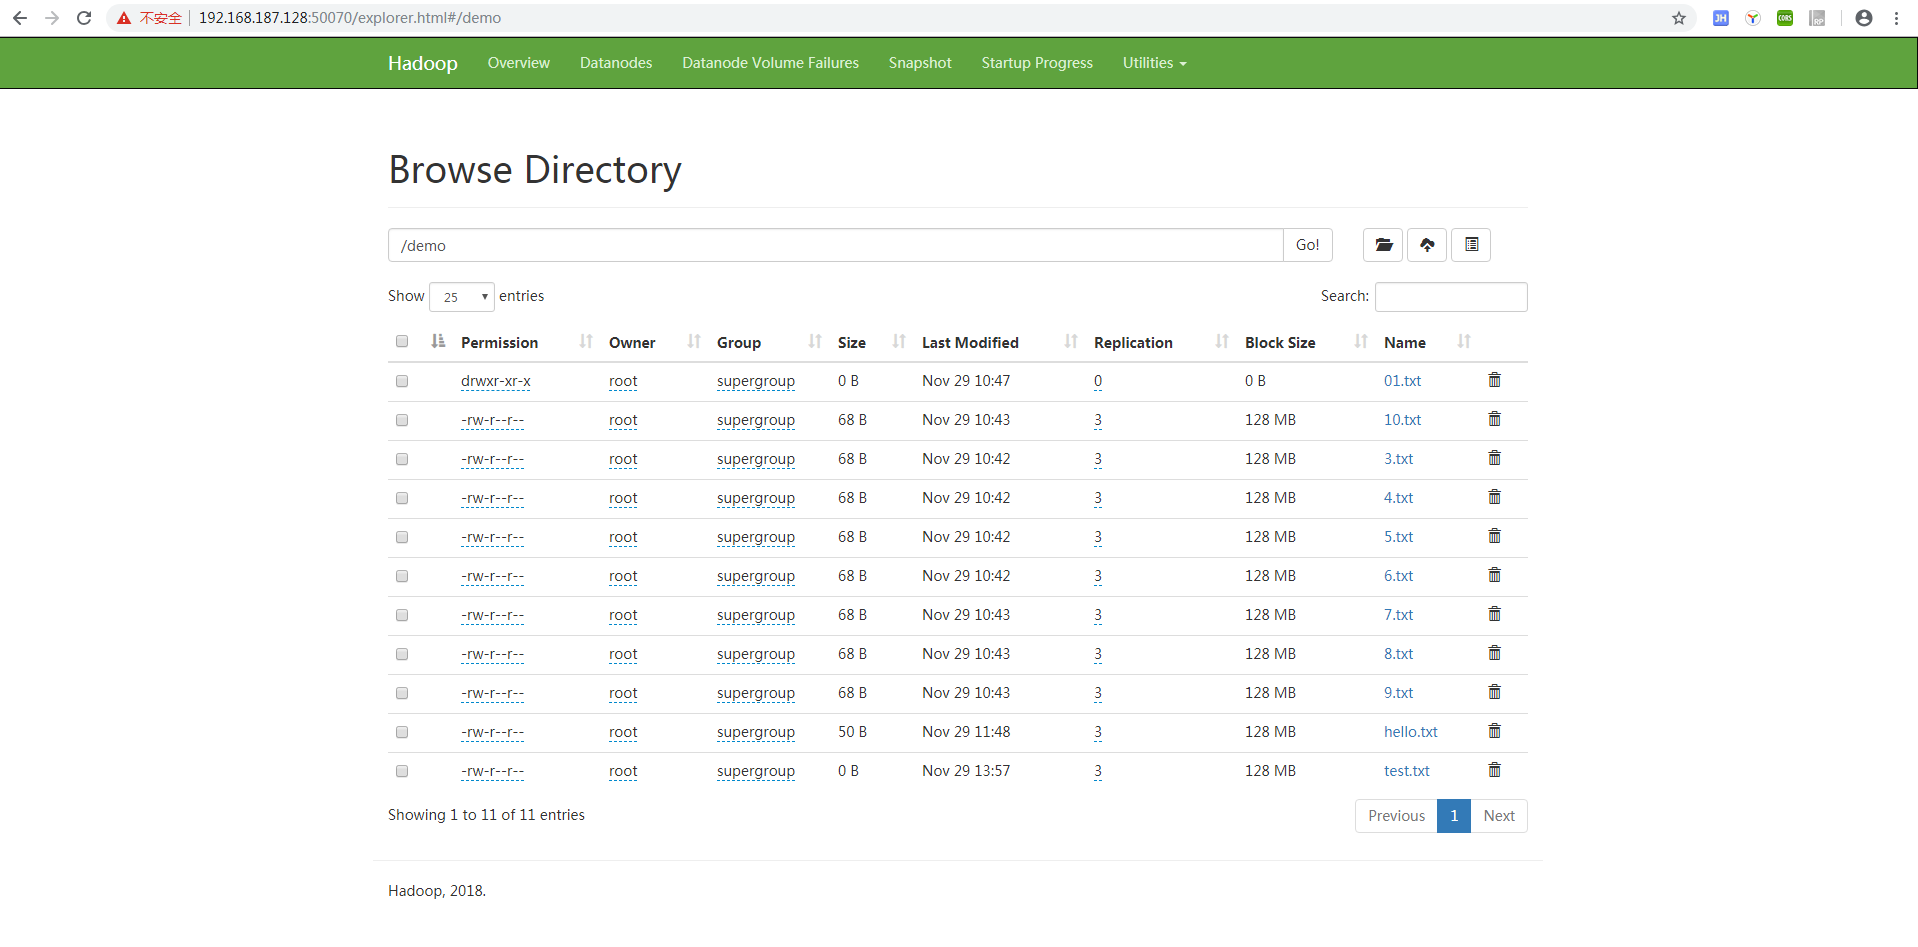 不安全 192.168.187.128:50070/explorer.html#/demo
JH CORS RP
Hadoop Overview Datanodes Datanode Volume Failures Snapshot Startup Progress Utilities
Browse Directory
/demo Go!
Show 25 entries Search:
Permission Owner Group Size Last Modified Replication Block Size Name
drwxr-xr-x root supergroup 0 B Nov 29 10:47 0 0 B 01.txt
-rw-r--r-- root supergroup 68 B Nov 29 10:43 3 128 MB 10.txt
-rw-r--r-- root supergroup 68 B Nov 29 10:42 3 128 MB 3.txt
-rw-r--r-- root supergroup 68 B Nov 29 10:42 3 128 MB 4.txt
-rw-r--r-- root supergroup 68 B Nov 29 10:42 3 128 MB 5.txt
-rw-r--r-- root supergroup 68 B Nov 29 10:42 3 128 MB 6.txt
-rw-r--r-- root supergroup 68 B Nov 29 10:43 3 128 MB 7.txt
-rw-r--r-- root supergroup 68 B Nov 29 10:43 3 128 MB 8.txt
-rw-r--r-- root supergroup 68 B Nov 29 10:43 3 128 MB 9.txt
-rw-r--r-- root supergroup 50 B Nov 29 11:48 3 128 MB hello.txt
-rw-r--r-- root supergroup 0 B Nov 29 13:57 3 128 MB test.txt
Showing 1 to 11 of 11 entries Previous 1 Next
Hadoop, 2018.